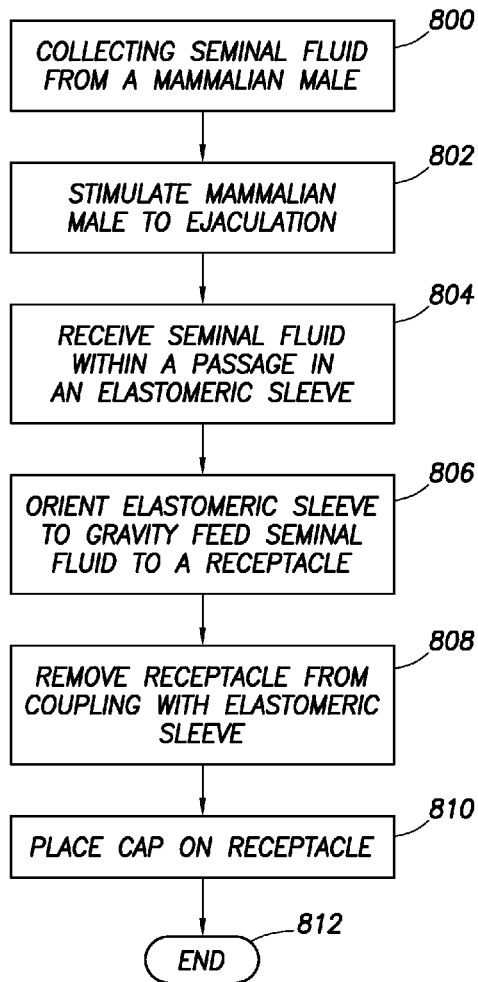 800
COLLECTING SEMINAL FLUID
FROM A MAMMALIAN MALE
802
STIMULATE MAMMALIAN
MALE TO EJACULATION
804
RECEIVE SEMINAL FLUID
WITHIN A PASSAGE IN
AN ELASTOMERIC SLEEVE
806
ORIENT ELASTOMERIC SLEEVE
TO GRAVITY FEED SEMINAL
FLUID TO A RECEPTACLE
808
REMOVE RECEPTACLE FROM
COUPLING WITH ELASTOMERIC
SLEEVE
810
PLACE CAP ON RECEPTACLE
812
END